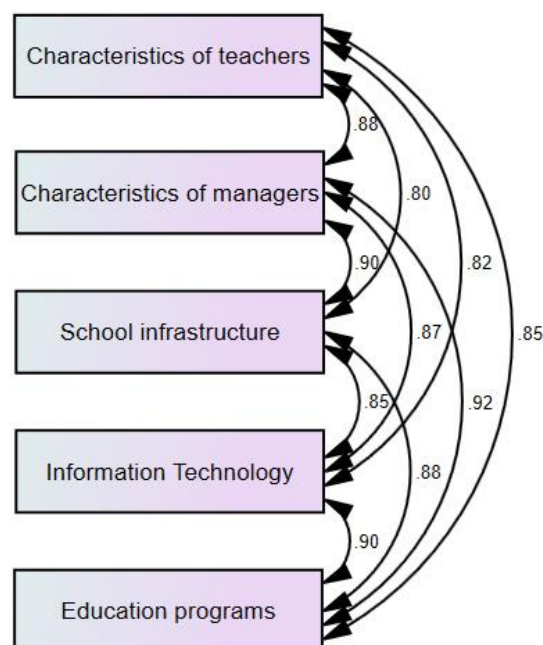 Characteristics of teachers
.88
Characteristics of managers
.80
.90
.82
School infrastructure
.87
.85
.85
.92
Information Technology
.88
.90
Education programs